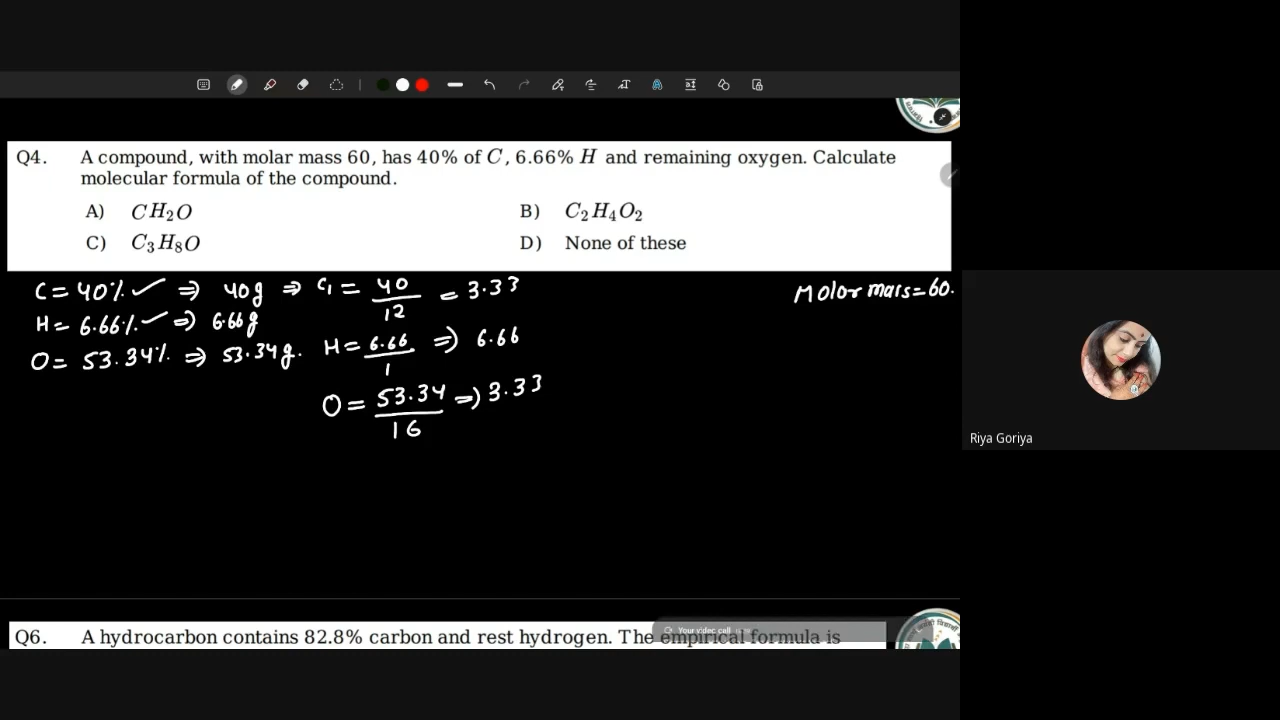 Q4. A compound, with molar mass 60, has 40% of C, 6.66% H and remaining oxygen. Calculate
molecular formula of the compound.
A) CH₂O B) C₂H₄O₂
C) C₃H₈O D) None of these
C = 40% ✓ ⇒ 40g ⇒ C, = 40/12 = 3.33
Molar mass = 60.
H = 6.66% ✓ ⇒ 6.66g
H = 6.66/1 ⇒ 6.66
O = 53.34% ⇒ 53.34g.
O = 53.34/16 ⇒ 3.33
Riya Goriya
Your video call
Q6. A hydrocarbon contains 82.8% carbon and rest hydrogen. The empirical formula is